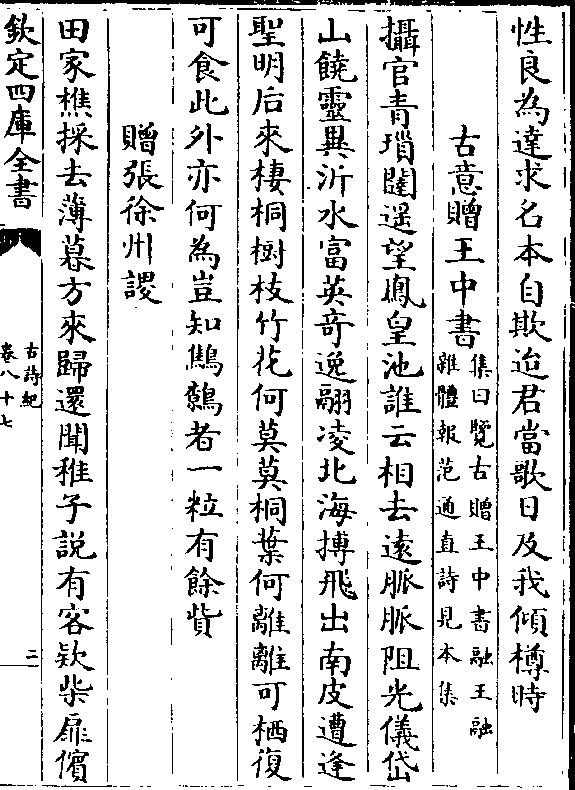 性良為達求名本自欺迨君當歌日及我傾樽時
古意贈王中書
集曰覽古贈王中書融王融
雜體報范通直詩見本集
攝官青瑣闥遥望鳳皇池誰云相去遠脈脈阻光儀岱
山饒靈異沂水富英奇逸翮凌北海摶飛出南皮遭逢
聖明后來棲桐樹枝竹花何莫莫桐葉何離離可栖復
可食此外亦何為豈知鷦鷯者一粒有餘貲
贈張徐州謖
田家樵採去薄暮方來歸還聞稚子說有客欵柴扉儐
欽定四庫全書
古詩紀
卷八十七
二